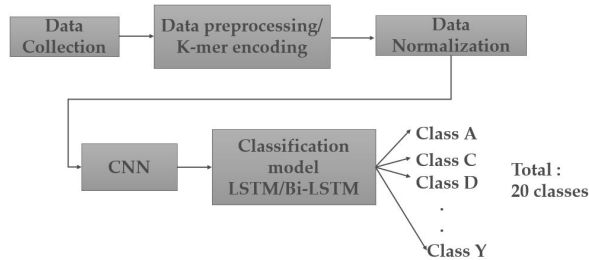 Data
Collection
Data preprocessing/
K-mer encoding
Data
Normalization
CNN
Classification
model
LSTM/Bi-LSTM
Class A
Class C
Class D
.
.
Class Y
Total :
20 classes